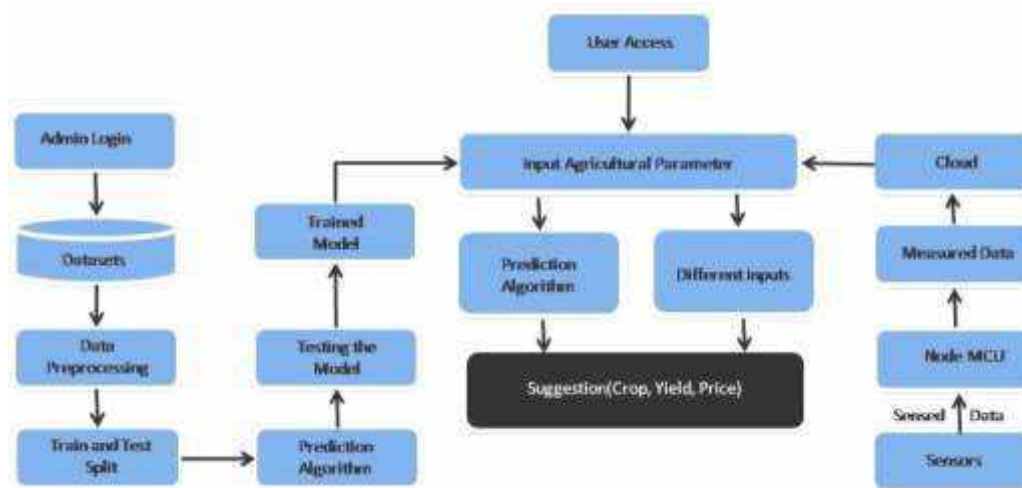 User Access
Admin Login
Input Agricultural Parameter
Cloud
Datasets
Trained
Model
Prediction
Algorithm
Different Inputs
Measured Data
Data
Preprocessing
Testing the
Model
Suggestion(Crop, Yield, Price)
Node MCU
Sensed Data
Train and Test
Split
Prediction
Algorithm
Sensors